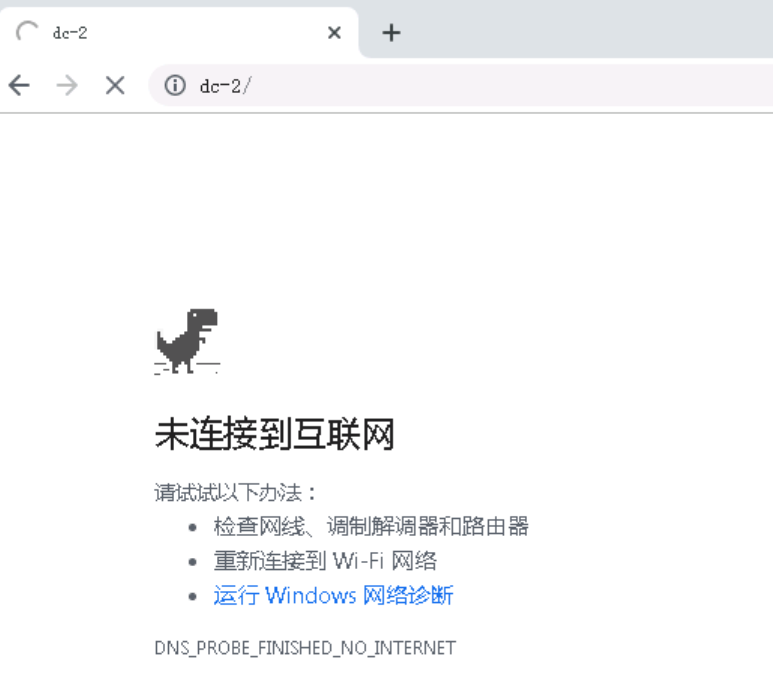 dc-2
dc-2/
未连接到互联网
请试试以下办法：
检查网线、调制解调器和路由器
重新连接到 Wi-Fi 网络
运行 Windows 网络诊断
DNS_PROBE_FINISHED_NO_INTERNET